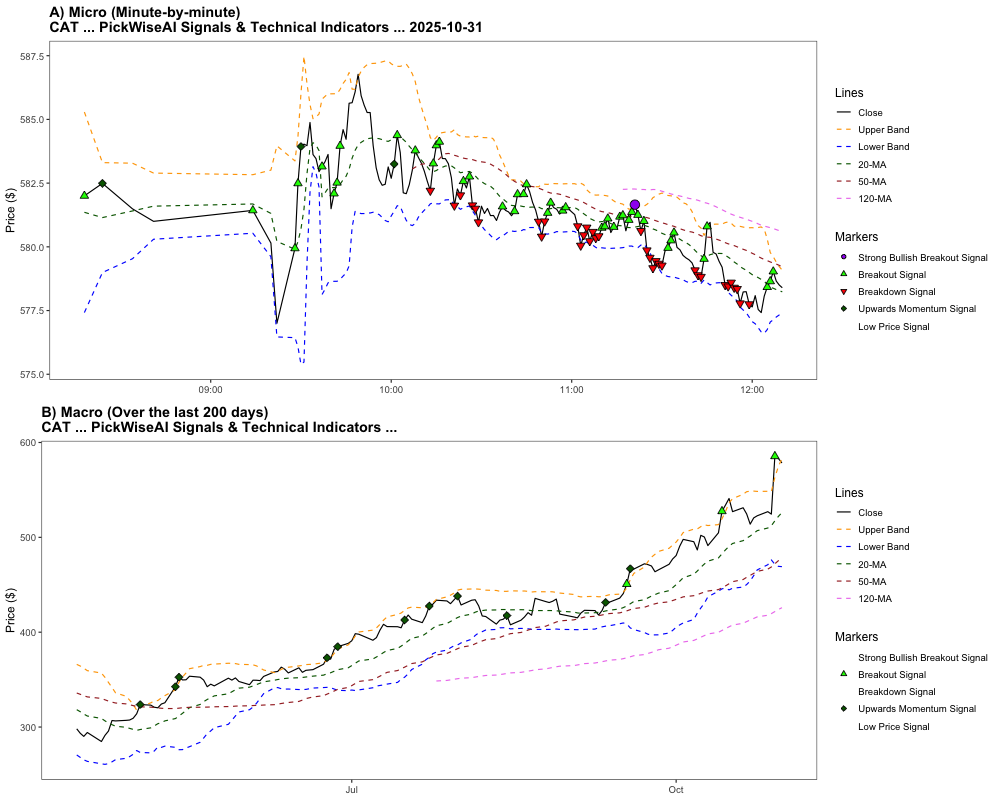 A) Micro (Minute-by-minute)
CAT ... PickWiseAI Signals & Technical Indicators ... 2025-10-31
587.5
585.0
582.5
580.0
577.5
575.0
Price ($)
09:00
10:00
11:00
12:00
Lines
Close
Upper Band
Lower Band
20-MA
50-MA
120-MA
Markers
Strong Bullish Breakout Signal
Breakout Signal
Breakdown Signal
Upwards Momentum Signal
Low Price Signal
B) Macro (Over the last 200 days)
CAT ... PickWiseAI Signals & Technical Indicators ...
600
500
400
300
Price ($)
Jul
Oct
Lines
Close
Upper Band
Lower Band
20-MA
50-MA
120-MA
Markers
Strong Bullish Breakout Signal
Breakout Signal
Breakdown Signal
Upwards Momentum Signal
Low Price Signal